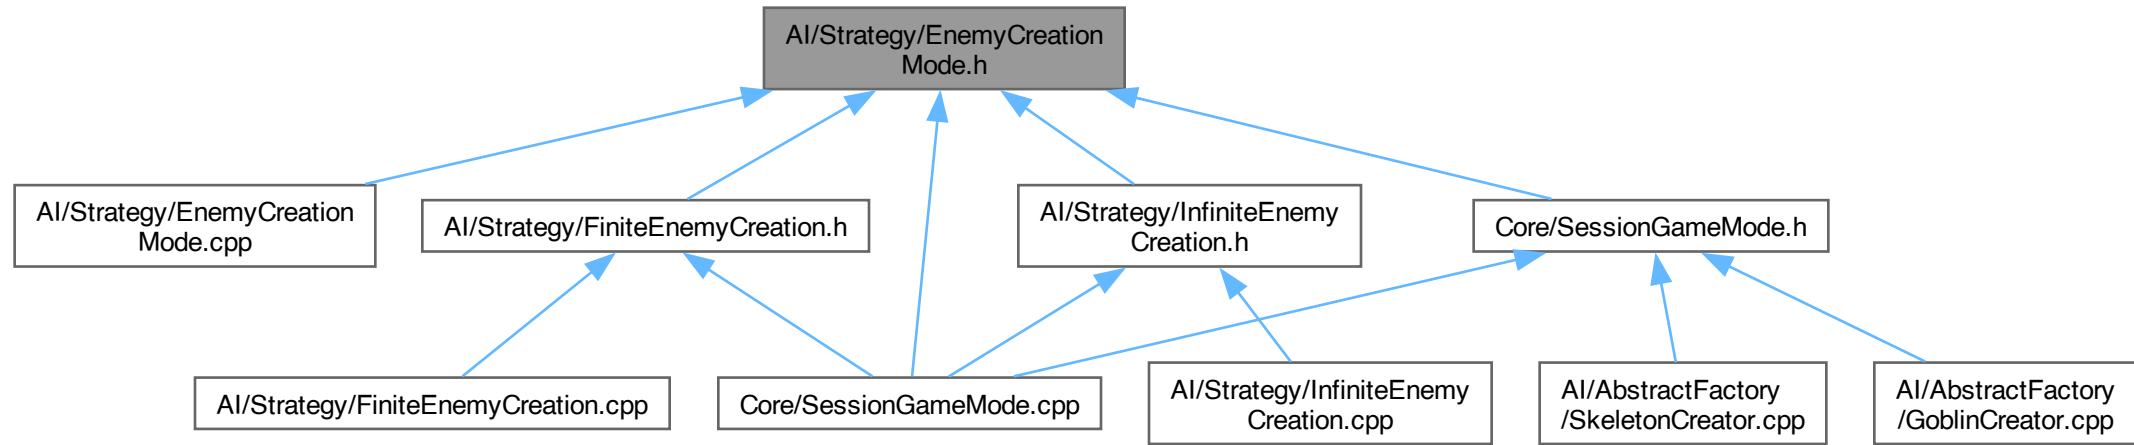 AI/Strategy/EnemyCreation
Mode.h
AI/Strategy/EnemyCreation
Mode.cpp
AI/Strategy/FiniteEnemyCreation.h
AI/Strategy/InfiniteEnemy
Creation.h
Core/SessionGameMode.h
AI/Strategy/FiniteEnemyCreation.cpp
Core/SessionGameMode.cpp
AI/Strategy/InfiniteEnemy
Creation.cpp
AI/AbstractFactory
/SkeletonCreator.cpp
AI/AbstractFactory
/GoblinCreator.cpp